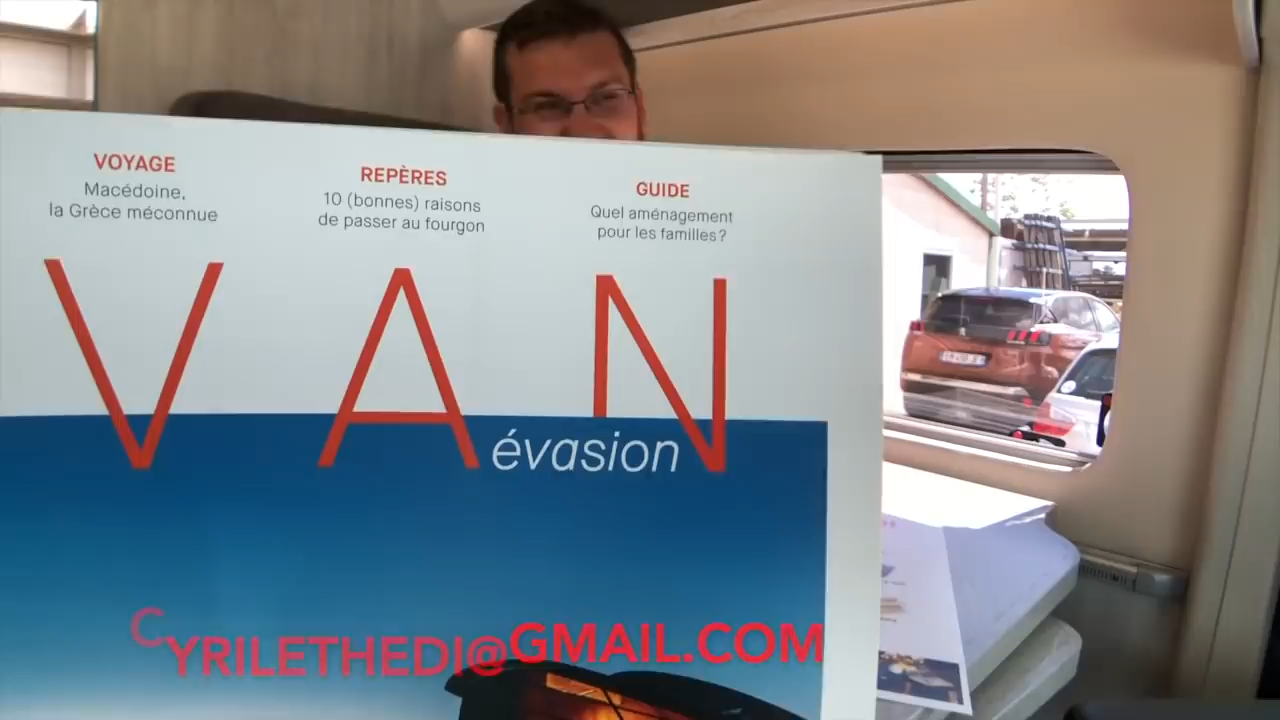 VOYAGE
Macédoine,
la Grèce méconnue
REPÈRES
10 (bonnes) raisons
de passer au fourgon
GUIDE
Quel aménagement
pour les familles ?
VAN
évasion
CYRILETHEDI@GMAIL.COM